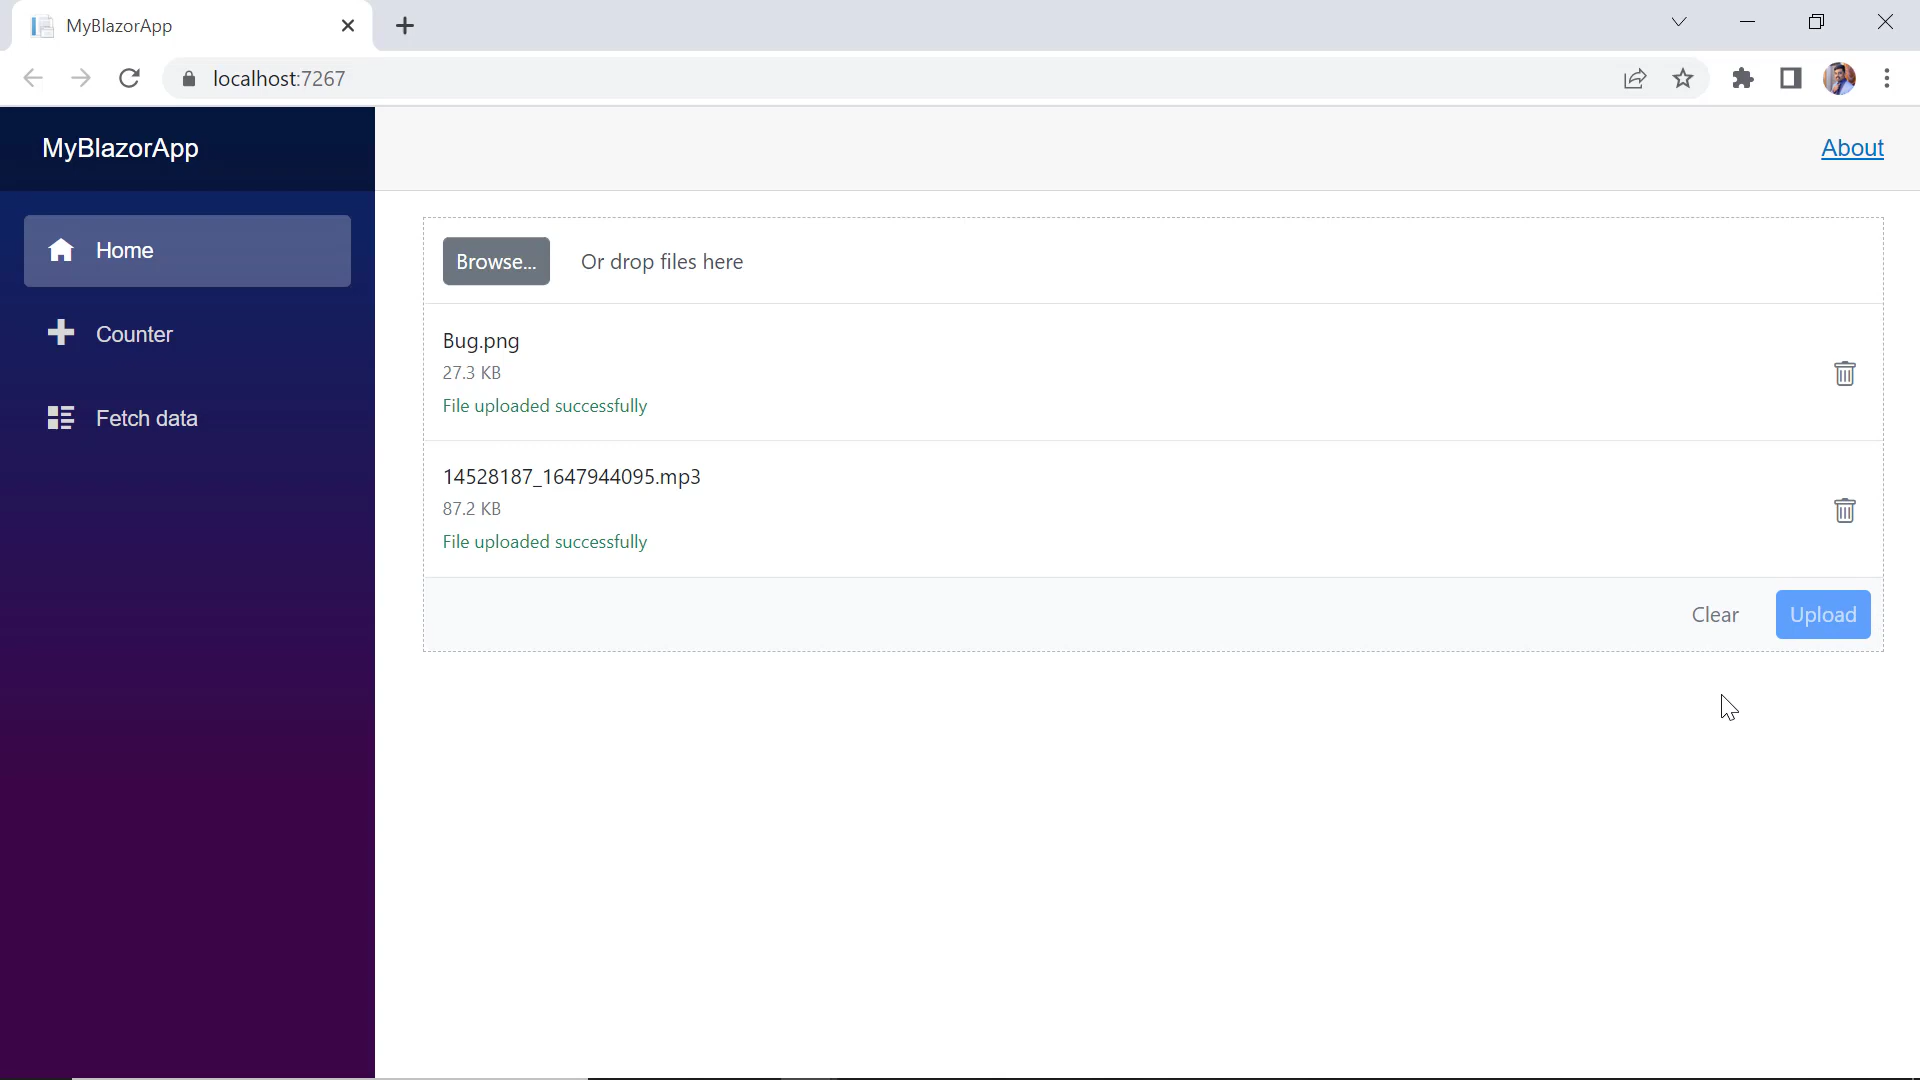 MyBlazorApp
localhost:7267
MyBlazorApp
About
Home
Counter
Fetch data
Browse... Or drop files here
Bug.png
27.3 KB
File uploaded successfully
14528187_1647944095.mp3
87.2 KB
File uploaded successfully
Clear Upload